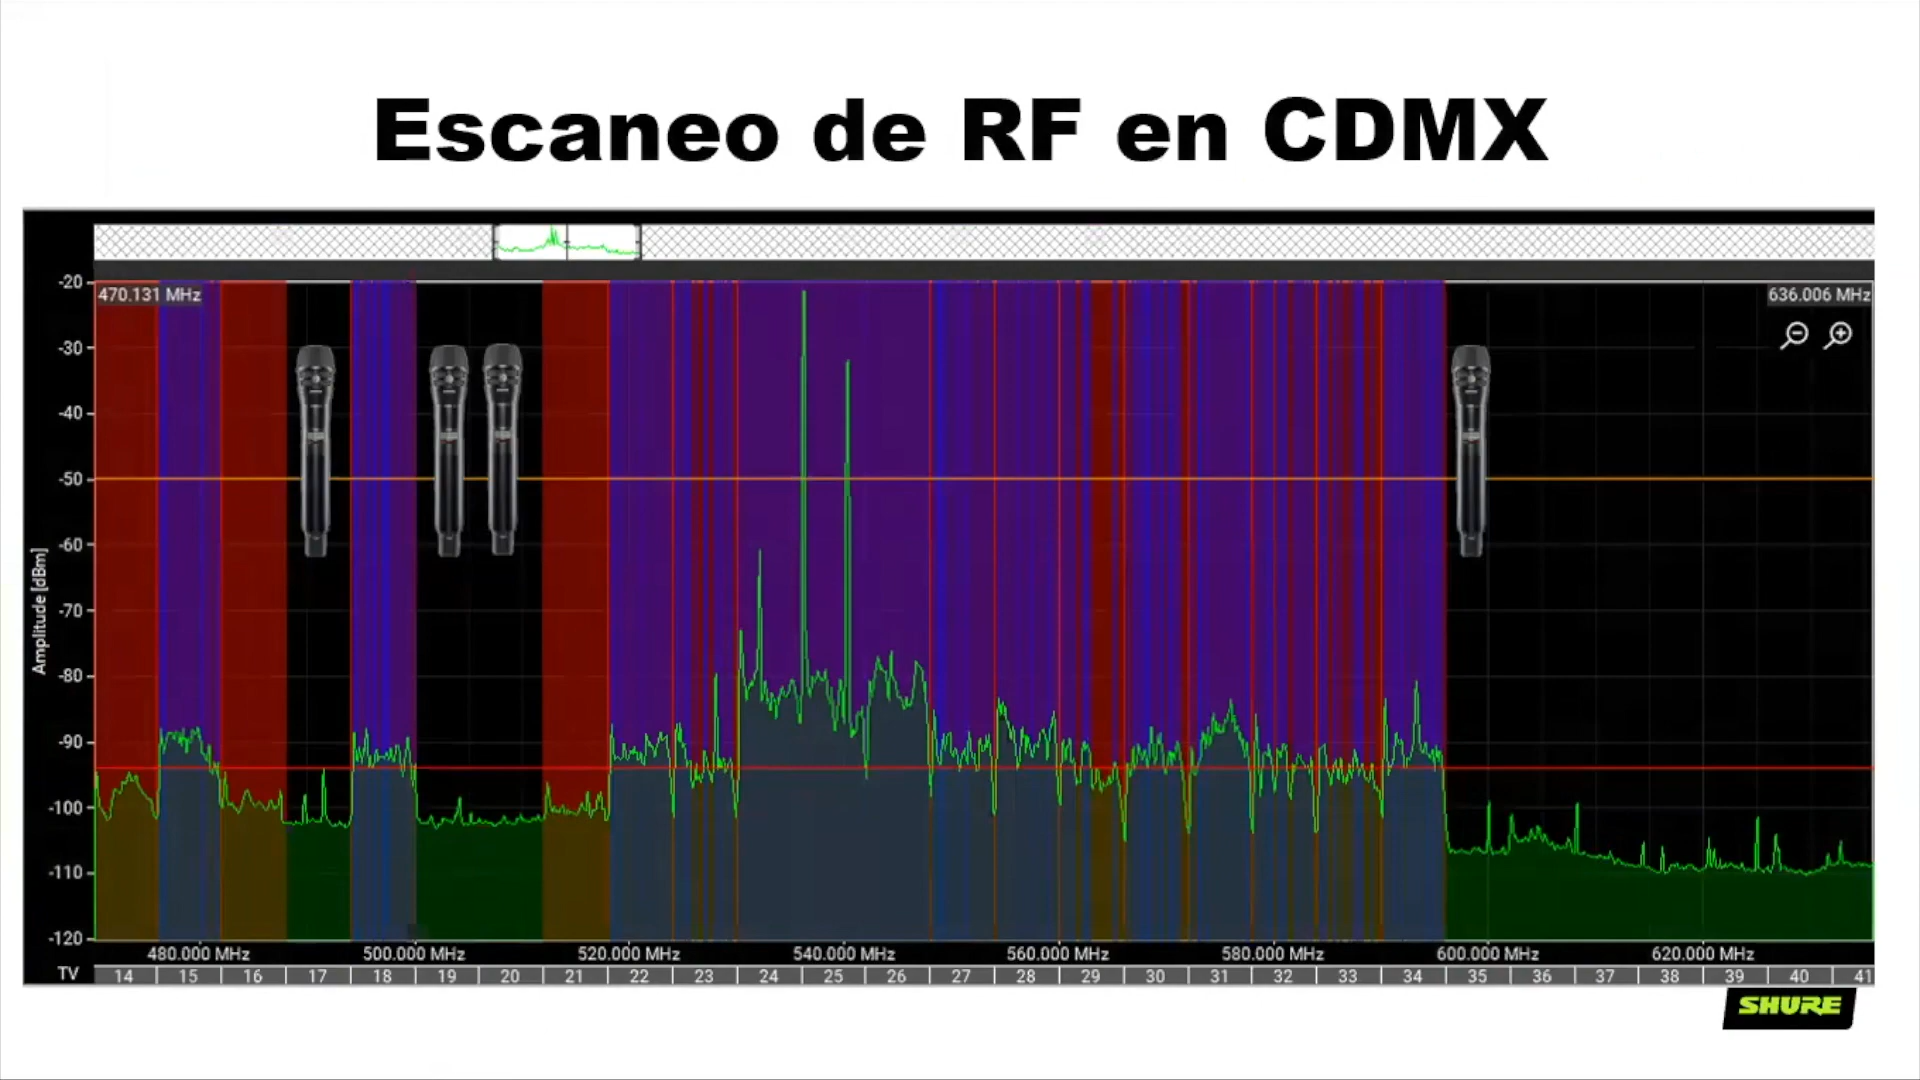 Escaneo de RF en CDMX
-20
470.131 MHz
636.006 MHz
-30
-40
-50
-60
-70
-80
-90
-100
-110
-120
Amplitude [dBm]
480.000 MHz 500.000 MHz 520.000 MHz 540.000 MHz 560.000 MHz 580.000 MHz 600.000 MHz 620.000 MHz
TV 14 15 16 17 18 19 20 21 22 23 24 25 26 27 28 29 30 31 32 33 34 35 36 37 38 39 40 41
SHURE